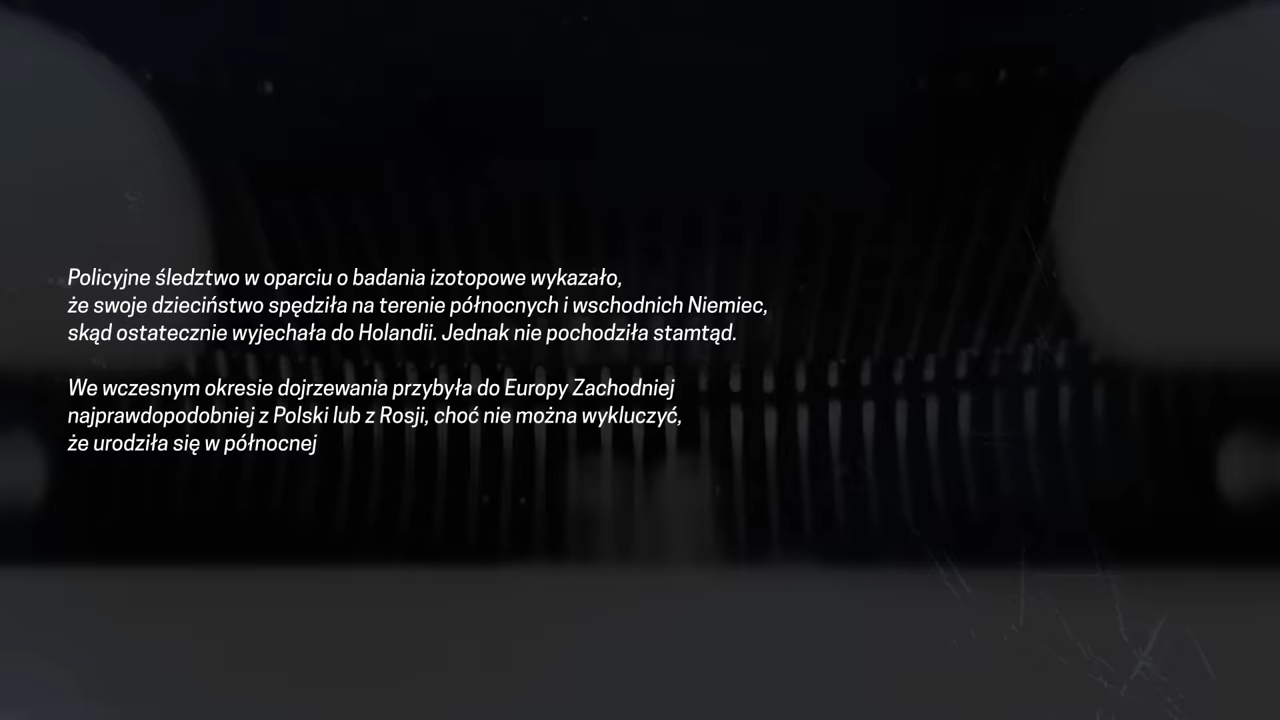 Policyjne śledztwo w oparciu o badania izotopowe wykazało,
że swoje dzieciństwo spędziła na terenie północnych i wschodnich Niemiec,
skąd ostatecznie wyjechała do Holandii. Jednak nie pochodziła stamtąd.
We wczesnym okresie dojrzewania przybyła do Europy Zachodniej
najprawdopodobniej z Polski lub z Rosji, choć nie można wykluczyć,
że urodziła się w północnej